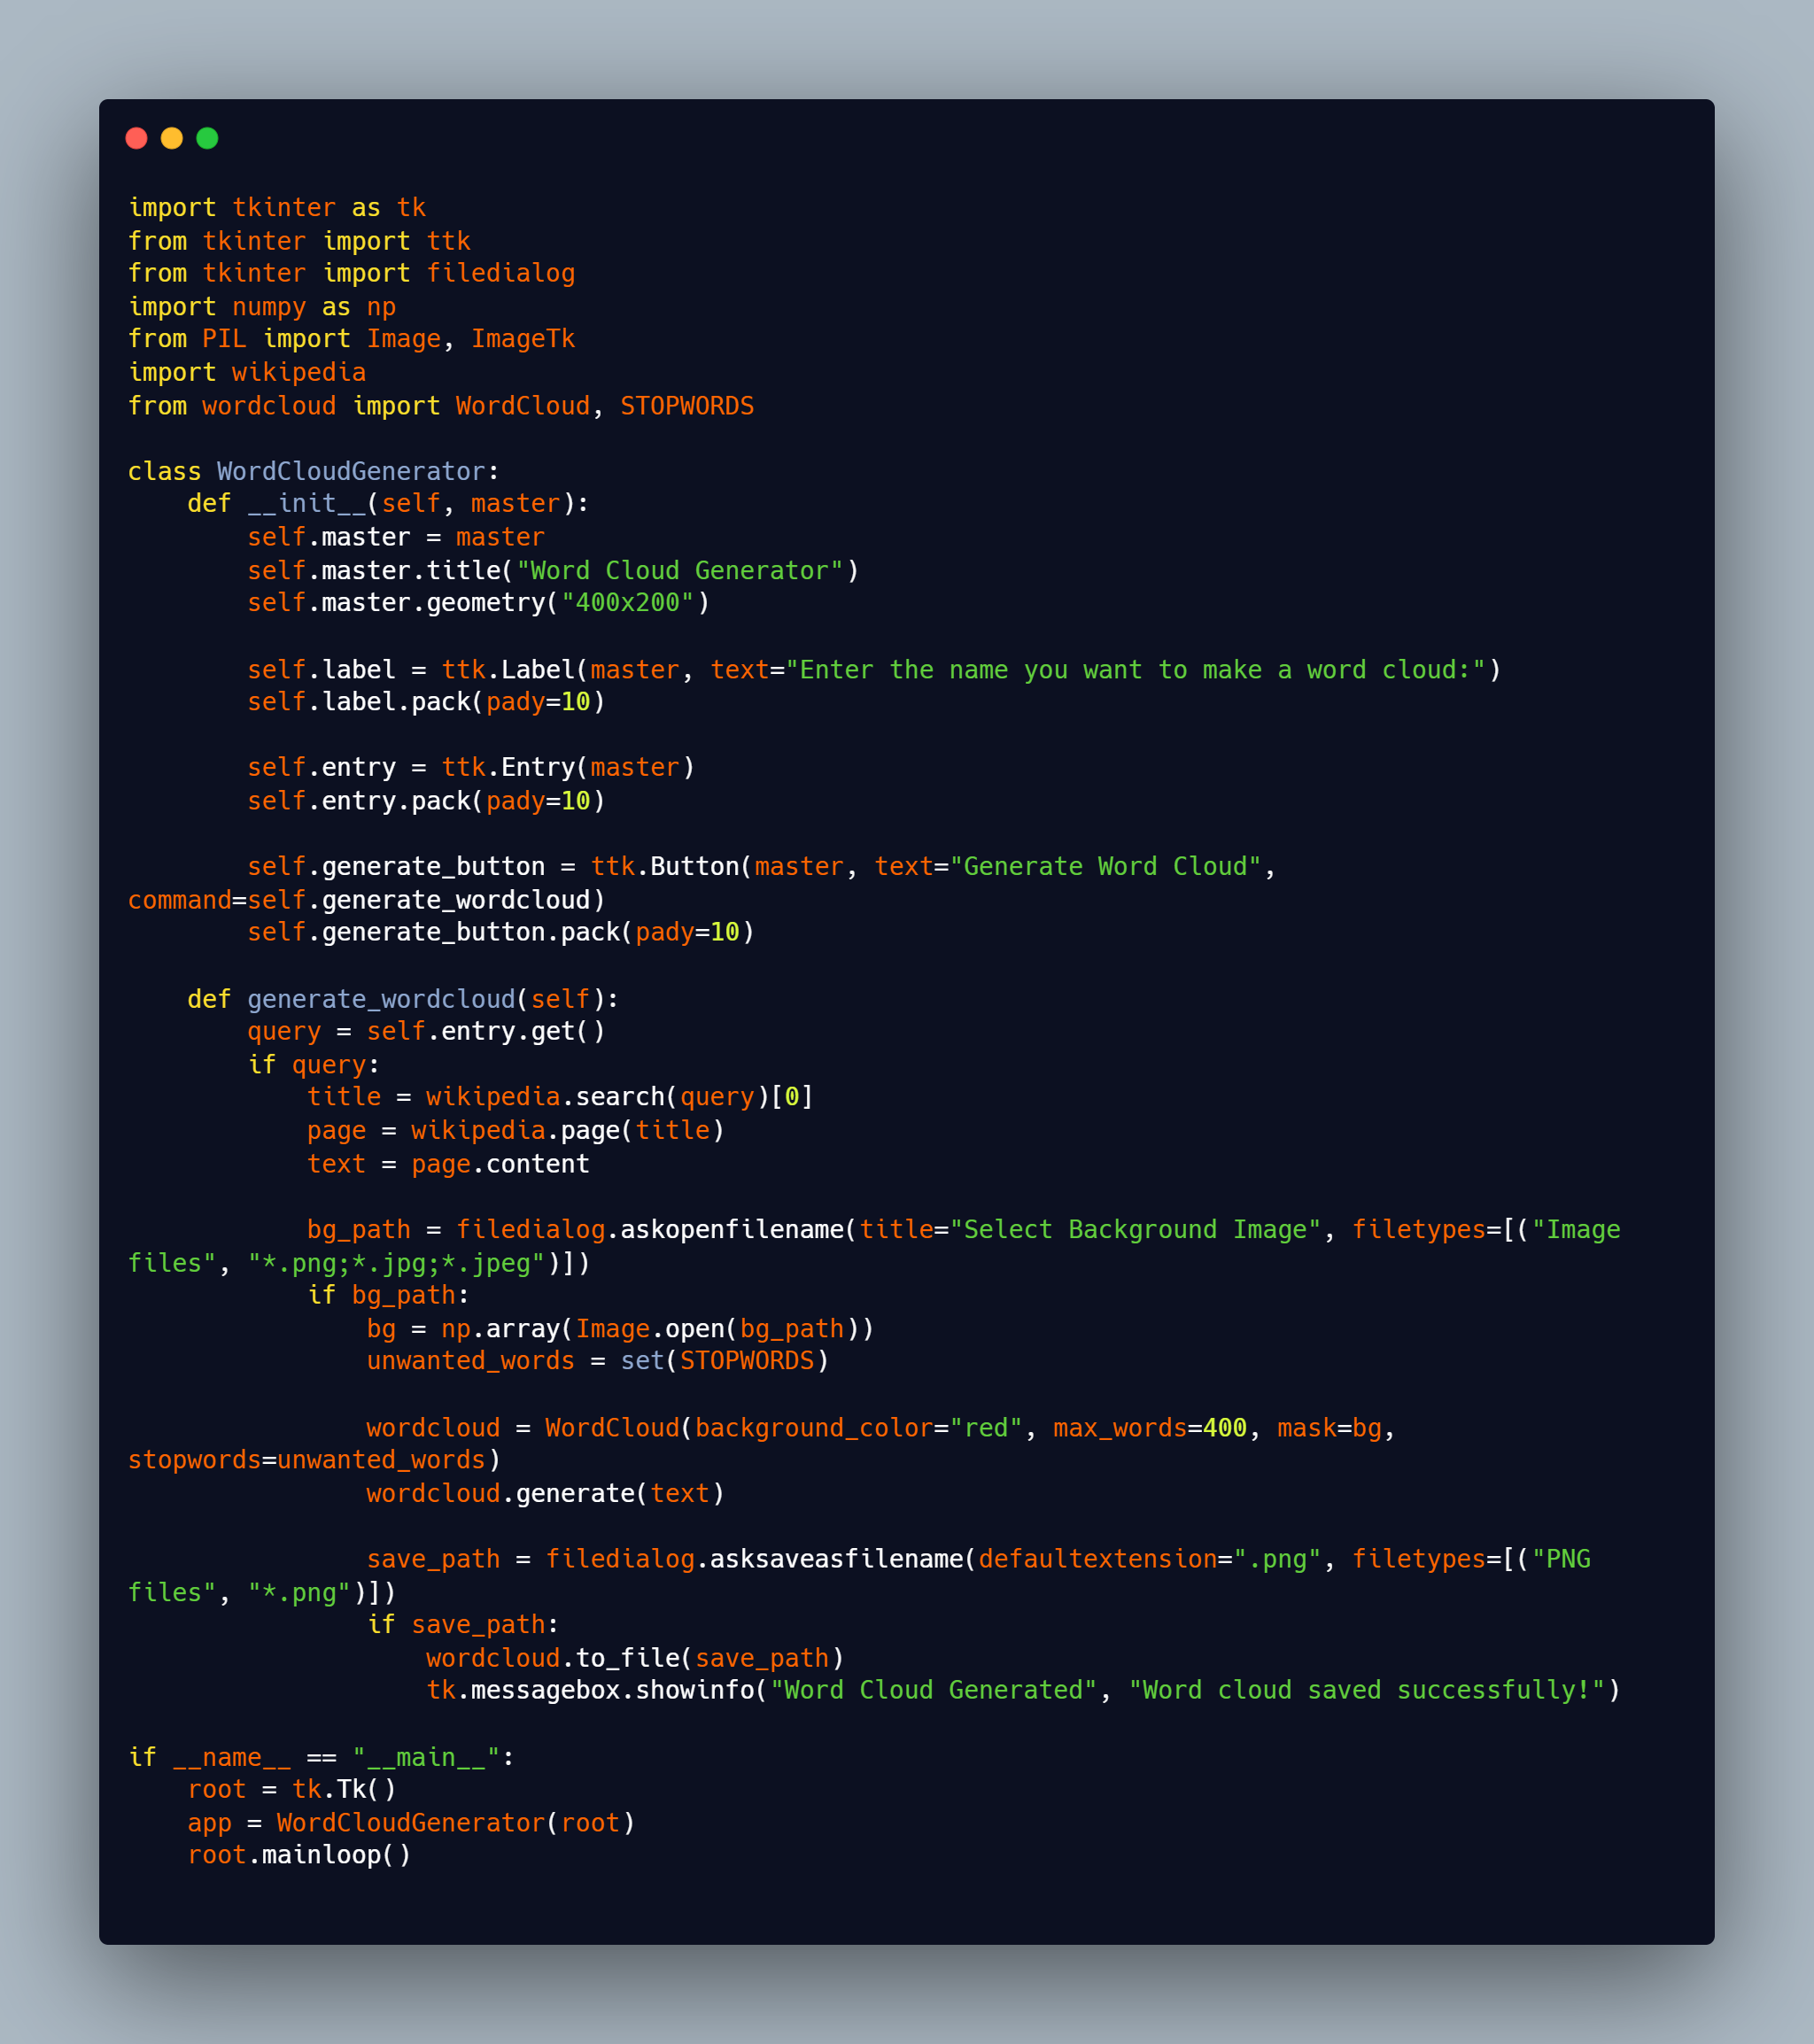 import tkinter as tk
from tkinter import ttk
from tkinter import filedialog
import numpy as np
from PIL import Image, ImageTk
import wikipedia
from wordcloud import WordCloud, STOPWORDS

class WordCloudGenerator:
    def __init__(self, master):
        self.master = master
        self.master.title("Word Cloud Generator")
        self.master.geometry("400x200")

        self.label = ttk.Label(master, text="Enter the name you want to make a word cloud:")
        self.label.pack(pady=10)

        self.entry = ttk.Entry(master)
        self.entry.pack(pady=10)

        self.generate_button = ttk.Button(master, text="Generate Word Cloud",
command=self.generate_wordcloud)
        self.generate_button.pack(pady=10)

    def generate_wordcloud(self):
        query = self.entry.get()
        if query:
            title = wikipedia.search(query)[0]
            page = wikipedia.page(title)
            text = page.content

            bg_path = filedialog.askopenfilename(title="Select Background Image", filetypes=[("Image
files", "*.png;*.jpg;*.jpeg")])
            if bg_path:
                bg = np.array(Image.open(bg_path))
                unwanted_words = set(STOPWORDS)

                wordcloud = WordCloud(background_color="red", max_words=400, mask=bg,
stopwords=unwanted_words)
                wordcloud.generate(text)

                save_path = filedialog.asksaveasfilename(defaultextension=".png", filetypes=[("PNG
files", "*.png")])
                if save_path:
                    wordcloud.to_file(save_path)
                    tk.messagebox.showinfo("Word Cloud Generated", "Word cloud saved successfully!")

if __name__ == "__main__":
    root = tk.Tk()
    app = WordCloudGenerator(root)
    root.mainloop()